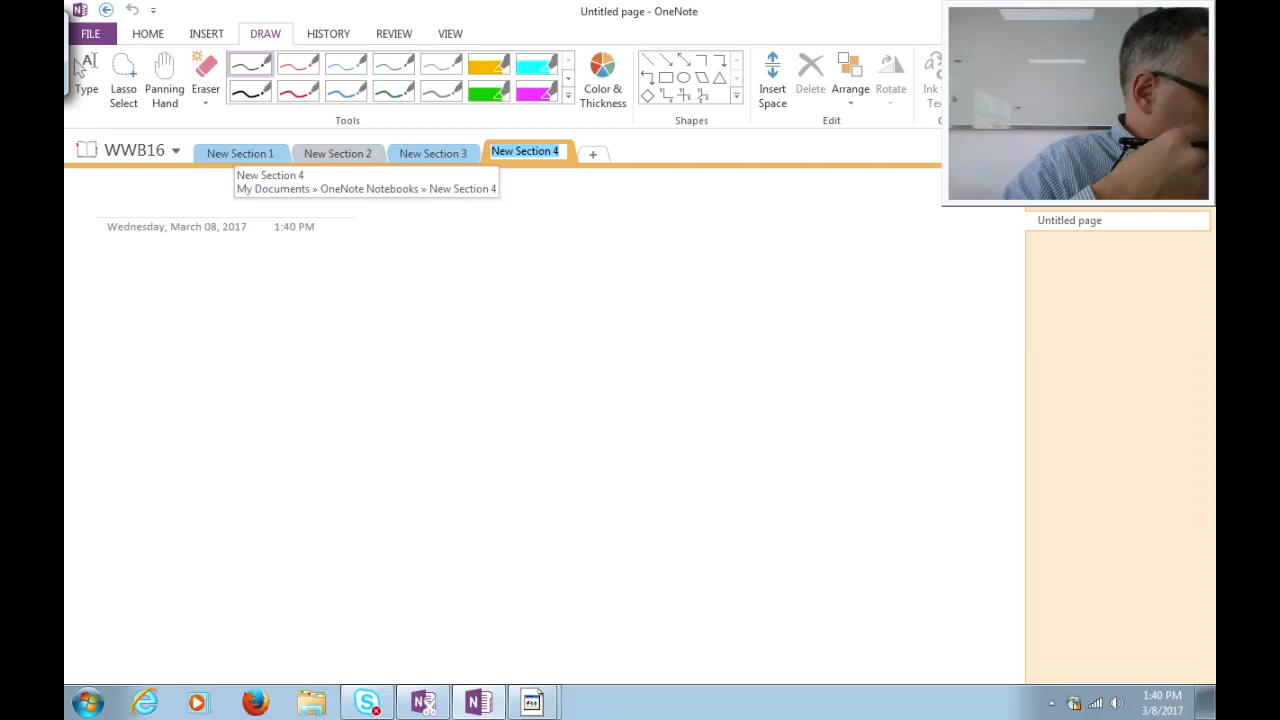 Untitled page - OneNote
FILE HOME INSERT DRAW HISTORY REVIEW VIEW
Type
Lasso Select
Panning Hand
Eraser
Color & Thickness
Insert Space
Delete
Arrange
Rotate
Ink to
Tools Shapes Edit
WWB16 New Section 1 New Section 2 New Section 3 New Section 4
New Section 4
My Documents » OneNote Notebooks » New Section 4
Untitled page
Wednesday, March 08, 2017 1:40 PM
1:40 PM
3/8/2017